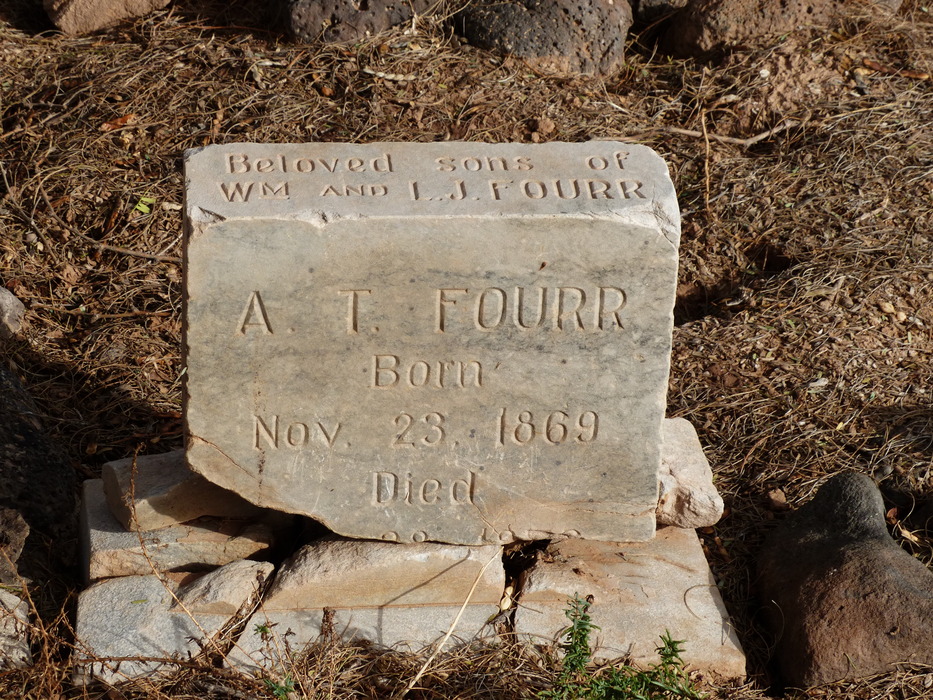 Beloved sons of
WM AND L.J. FOURR
A. T. FOURR
Born
Nov. 23, 1869
Died